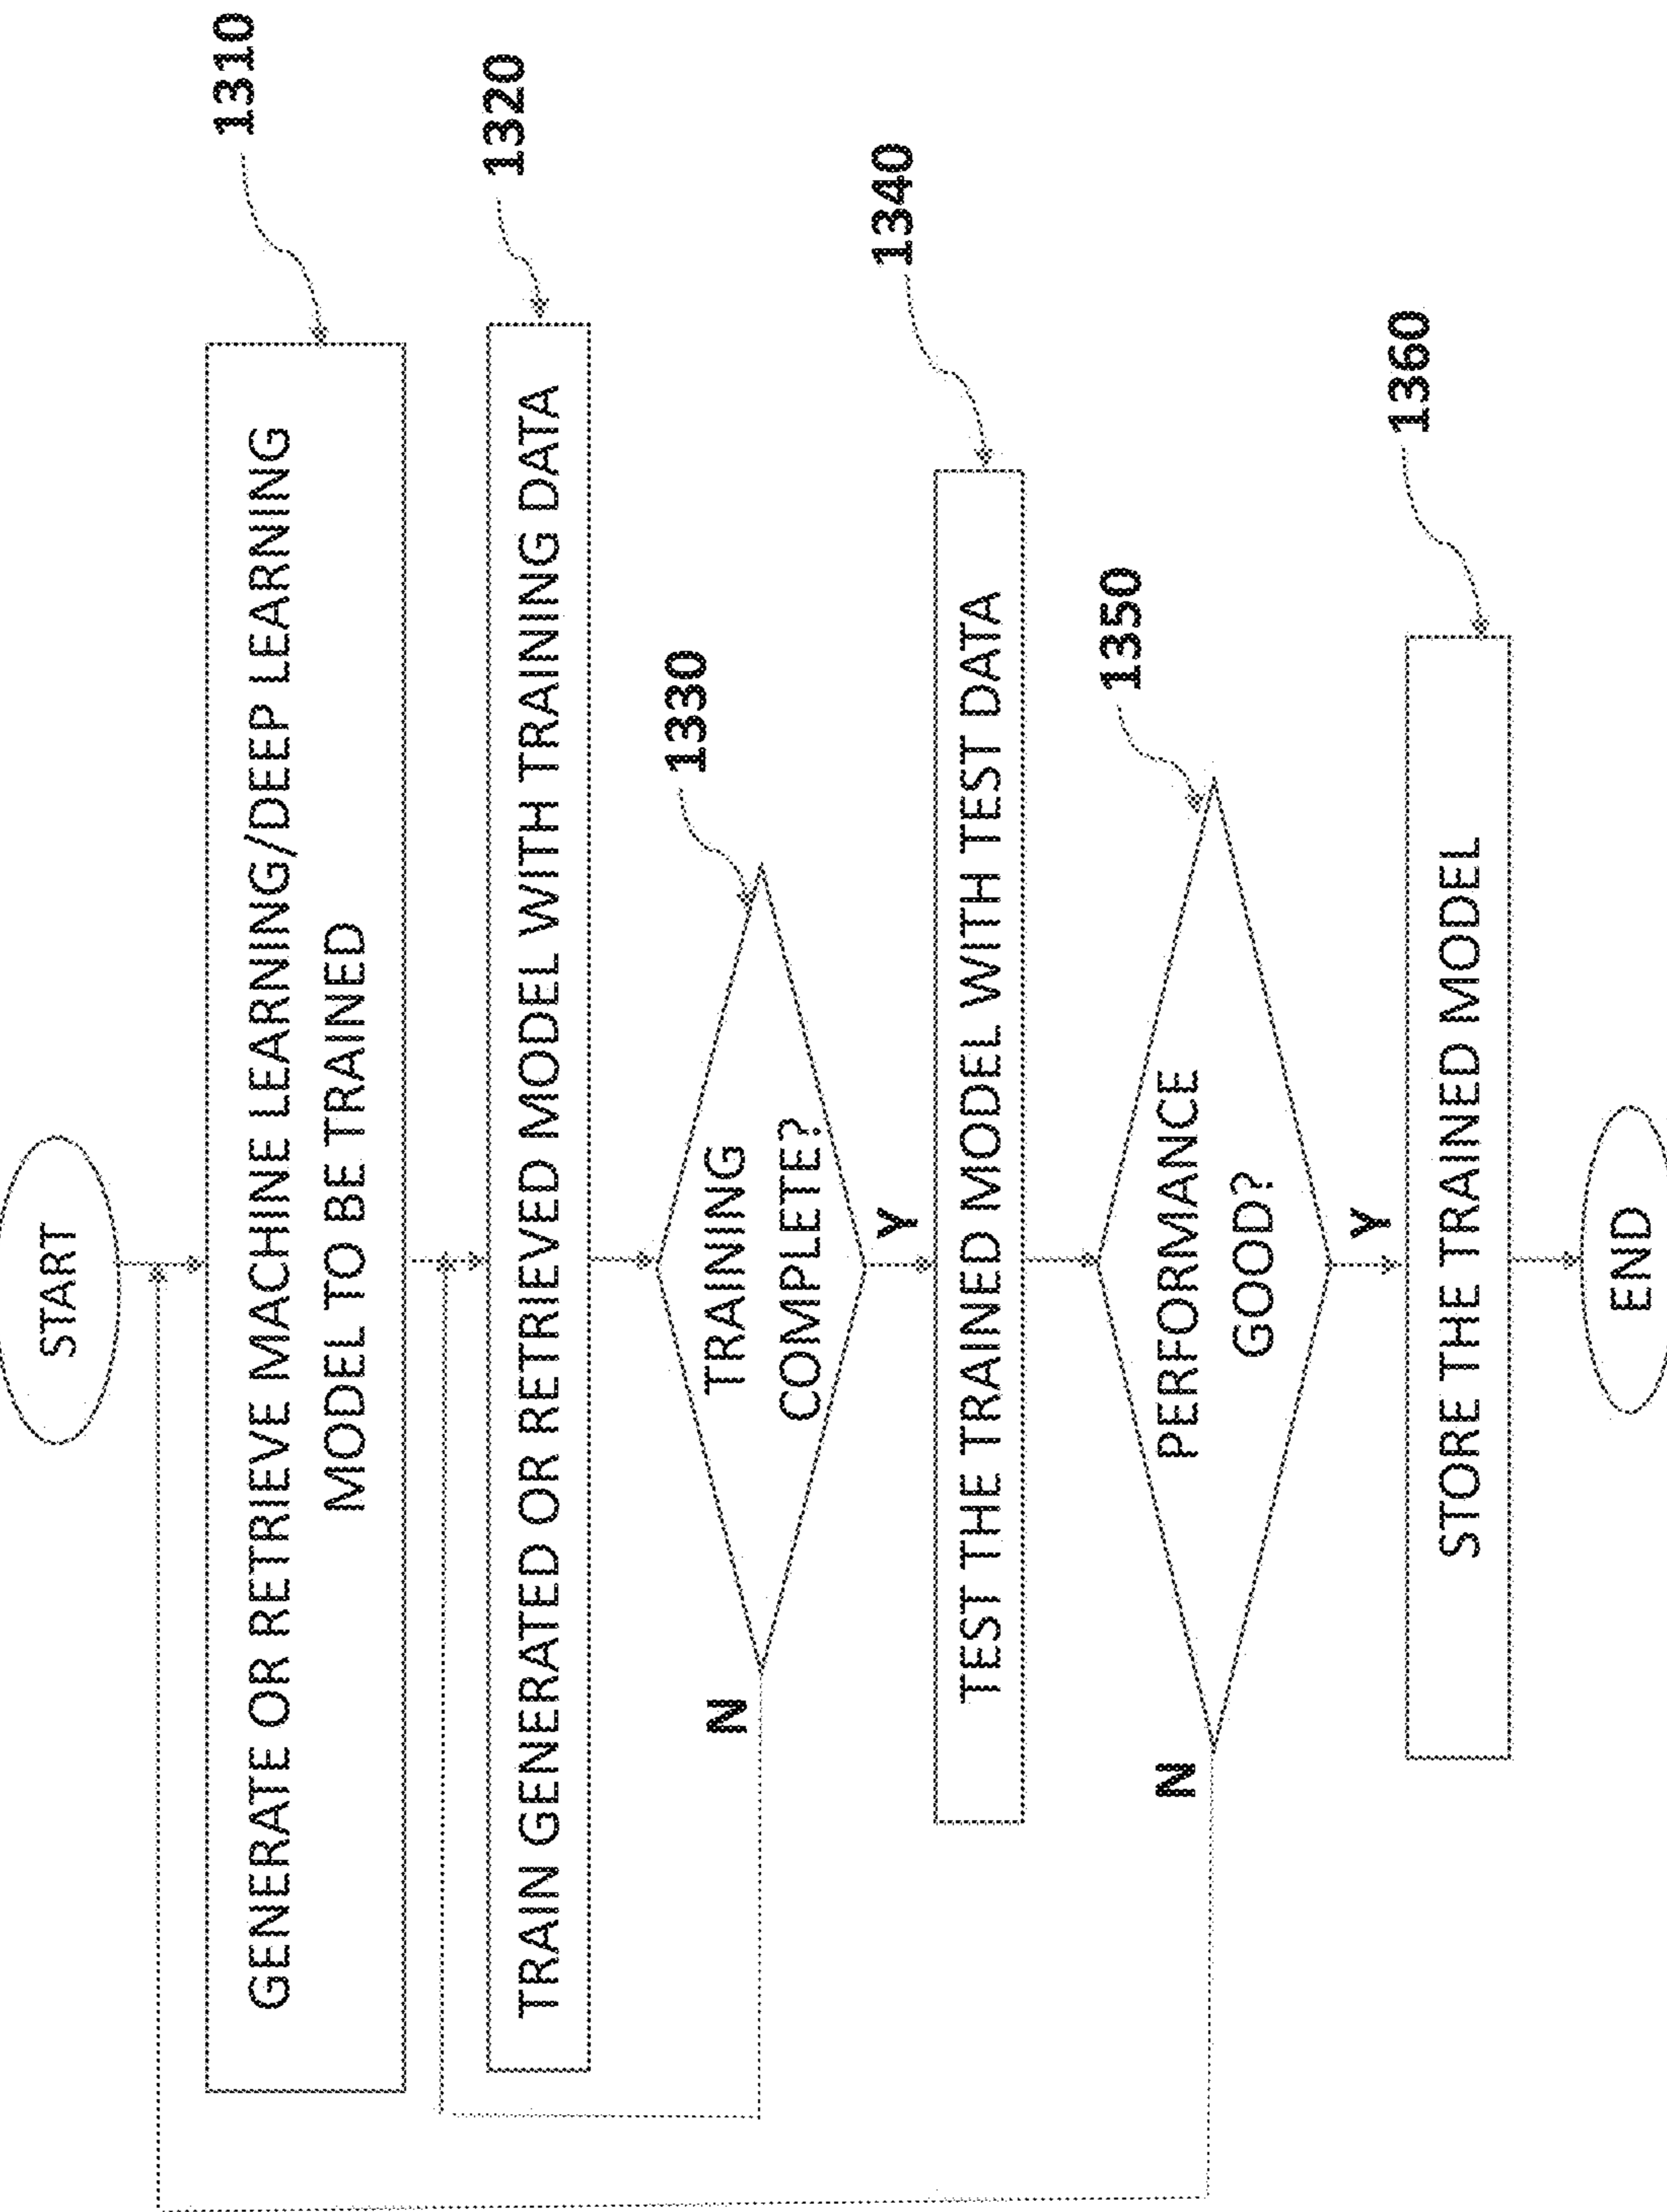 START
1310
GENERATE OR RETRIEVE MACHINE LEARNING/DEEP LEARNING
MODEL TO BE TRAINED
1320
TRAIN GENERATED OR RETRIEVED MODEL WITH TRAINING DATA
1330
TRAINING
COMPLETE?
N
Y
1340
TEST THE TRAINED MODEL WITH TEST DATA
1350
PERFORMANCE
GOOD?
N
Y
1360
STORE THE TRAINED MODEL
END